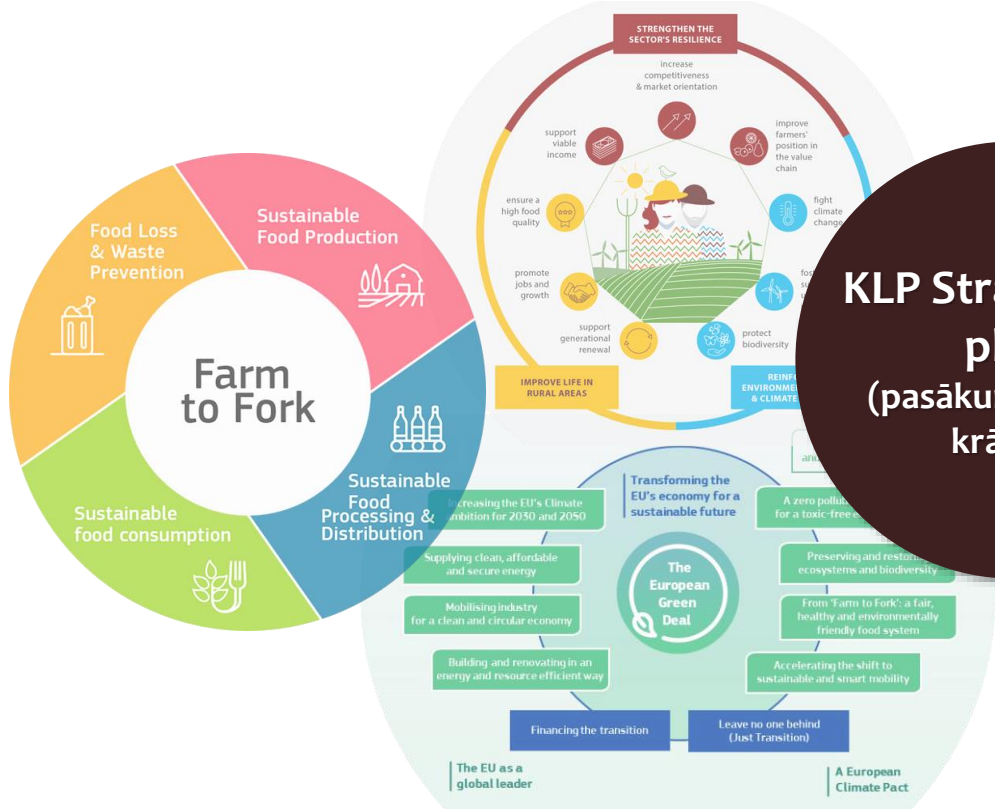 Food Loss
& Waste
Prevention
Sustainable
Food Production
Farm
to Fork
Sustainable
food consumption
Sustainable
Food
Processing &
Distribution
STRENGTHEN THE
SECTOR'S RESILIENCE
increase
competitiveness
& market orientation
support
viable
income
improve
farmers'
position in
the value
chain
ensure a
high food
quality
fight
climate
change
promote
jobs and
growth
support
generational
renewal
protect
biodiversity
IMPROVE LIFE IN
RURAL AREAS
& CLIMATE
KLP
Transforming the
EU's economy for a
sustainable future
Increasing the EU's Climate
ambition for 2030 and 2050
Supplying clean, affordable
and secure energy
Mobilising industry
for a clean and circular economy
Building and renovating in an
energy and resource efficient way
The
European
Green
Deal
A zero
for a toxic-free
Preserving and
ecosystems and biodiversity
From 'Farm to Fork': a fair,
healthy and environmentally
friendly food system
Accelerating the shift to
sustainable and smart mobility
Financing the transition
Leave no one behind
(Just Transition)
The EU as a
global leader
A European
Climate Pact